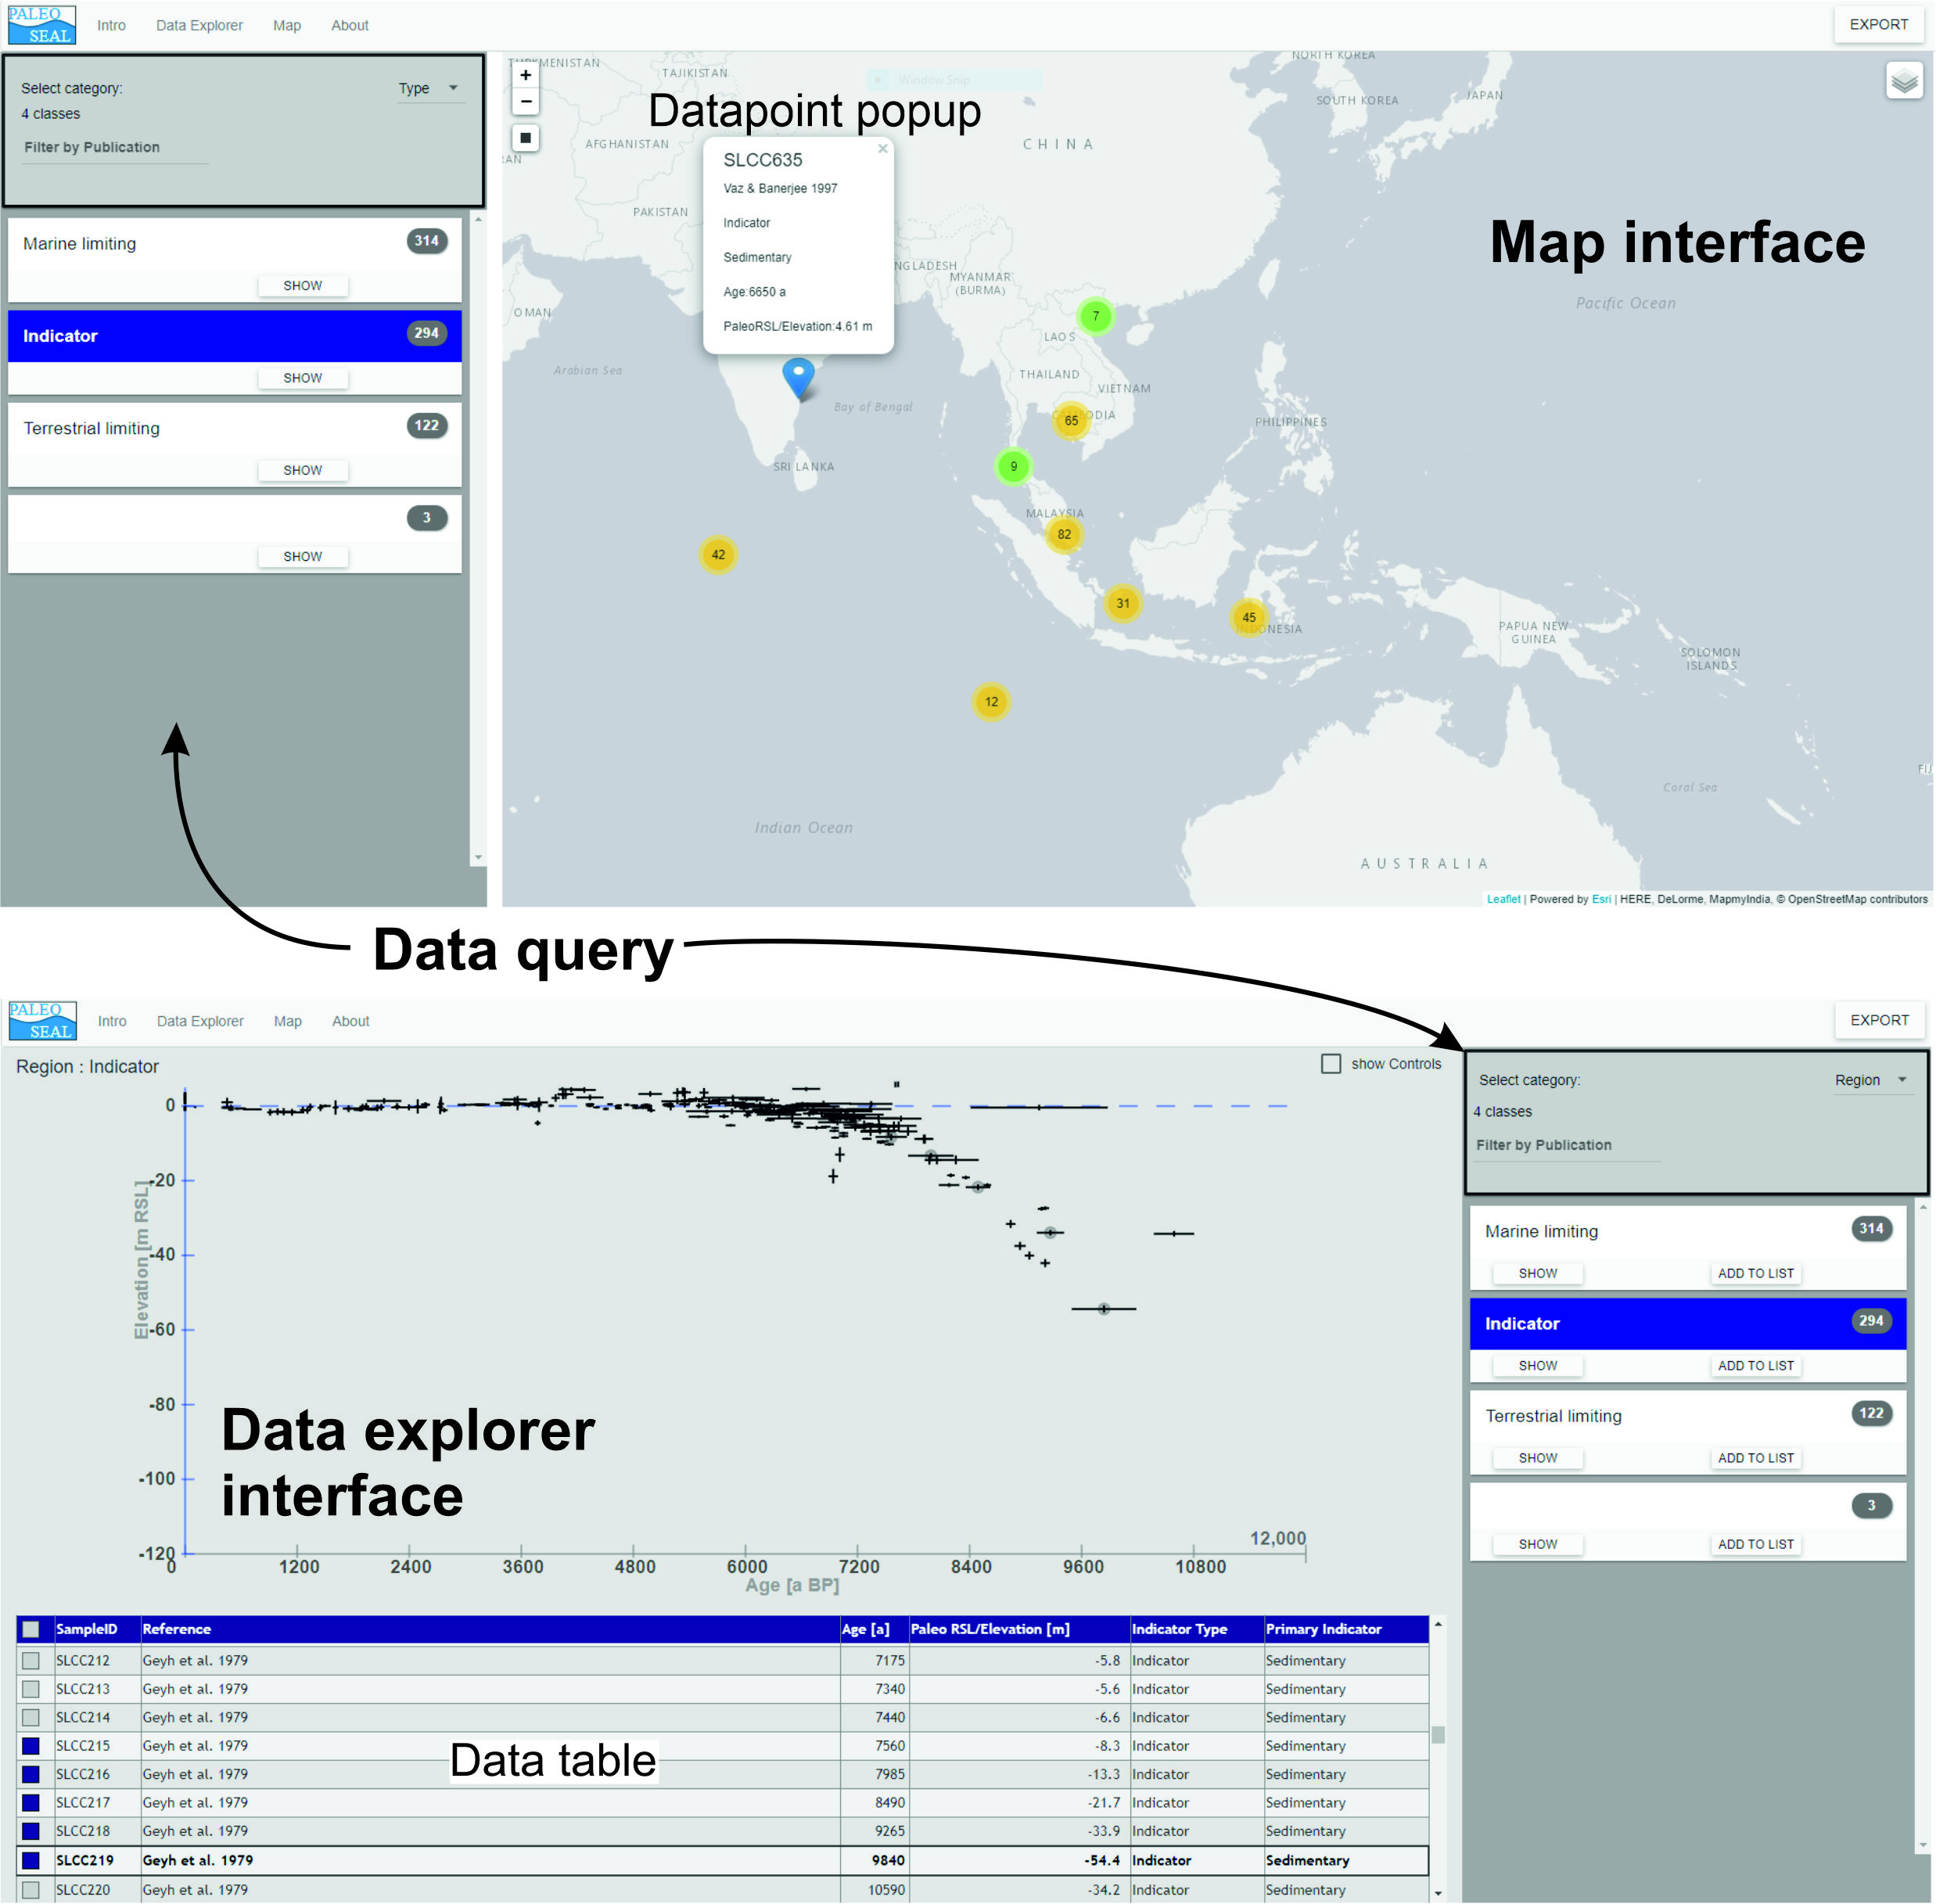 PALEO
SEAL
Intro
Data Explorer
Map
About
EXPORT
Select category:
Type
4 classes
Filter by Publication
Marine limiting
314
SHOW
Indicator
294
SHOW
Terrestrial limiting
122
SHOW
3
SHOW
+
−
Window Snip
Datapoint popup
SLCC635
×
Vaz & Banerjee 1997
Indicator
Sedimentary
Age:6650 a
PaleoRSL/Elevation:4.61 m
Map interface
TAJIKISTAN
NORTH KOREA
SOUTH KOREA
JAPAN
AFGHANISTAN
CHINA
PAKISTAN
NGLADESH
MYANMAR
(BURMA)
OMAN
Pacific Ocean
7
LAOS
Arabian Sea
THAILAND
VIETNAM
Bay of Bengal
65
PHILIPPINES
SRI LANKA
9
MALAYSIA
82
42
31
45
PAPUA NEW
GUINEA
SOLOMON
ISLANDS
12
FIJ
Coral Sea
Indian Ocean
AUSTRALIA
Leaflet | Powered by Esri | HERE, DeLorme, MapmyIndia, © OpenStreetMap contributors
Data query
PALEO
SEAL
Intro
Data Explorer
Map
About
EXPORT
Region : Indicator
show Controls
Elevation [m RSL]
0
-20
-40
-60
-80
-100
-120
Data explorer
interface
12,000
0
1200
2400
3600
4800
6000
7200
8400
9600
10800
Age [a BP]
Select category:
Region
4 classes
Filter by Publication
Marine limiting
314
SHOW
ADD TO LIST
Indicator
294
SHOW
ADD TO LIST
Terrestrial limiting
122
SHOW
ADD TO LIST
3
SHOW
ADD TO LIST
SampleID Reference Age [a] Paleo RSL/Elevation [m] Indicator Type Primary Indicator
SLCC212 Geyh et al. 1979 7175 -5.8 Indicator Sedimentary
SLCC213 Geyh et al. 1979 7340 -5.6 Indicator Sedimentary
SLCC214 Geyh et al. 1979 7440 -6.6 Indicator Sedimentary
SLCC215 Geyh et al. 1979 7560 -8.3 Indicator Sedimentary
SLCC216 Geyh et al. 1979 7985 -13.3 Indicator Sedimentary
SLCC217 Geyh et al. 1979 8490 -21.7 Indicator Sedimentary
SLCC218 Geyh et al. 1979 9265 -33.9 Indicator Sedimentary
SLCC219 Geyh et al. 1979 9840 -54.4 Indicator Sedimentary
SLCC220 Geyh et al. 1979 10590 -34.2 Indicator Sedimentary
Data table